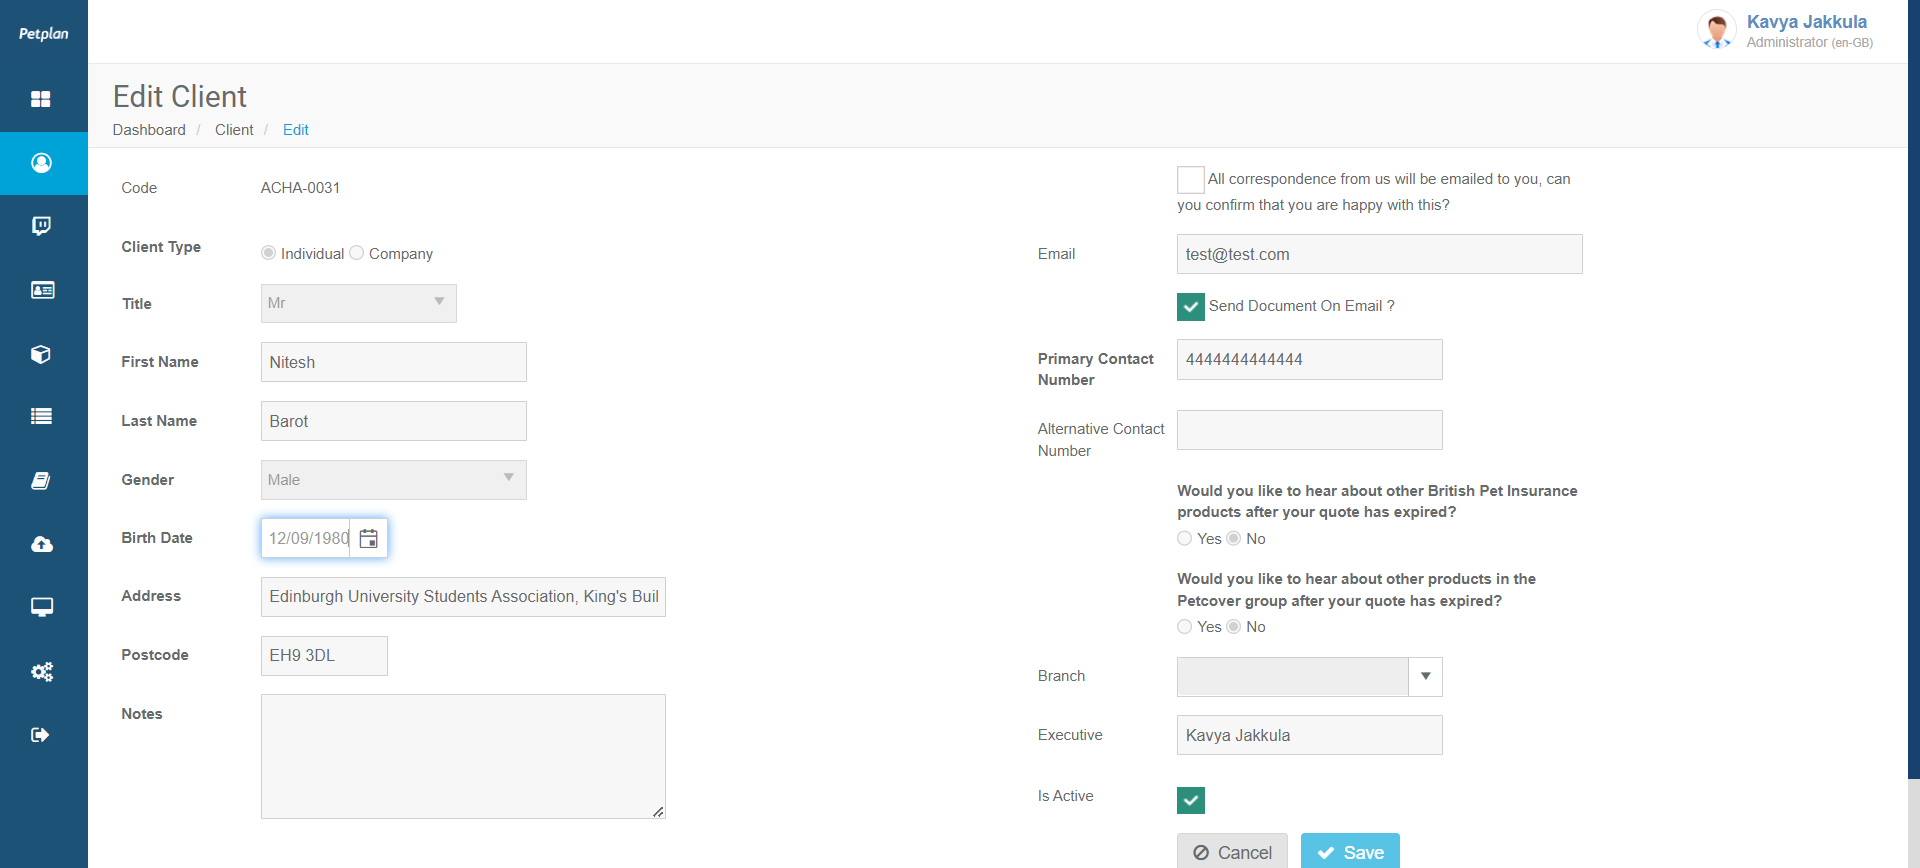 Petplan
Kavya Jakkula
Administrator (en-GB)
Edit Client
Dashboard / Client / Edit
Code ACHA-0031
Client Type Individual Company
Title Mr
First Name Nitesh
Last Name Barot
Gender Male
Birth Date 12/09/1980
Address Edinburgh University Students Association, King's Buil
Postcode EH9 3DL
Notes
All correspondence from us will be emailed to you, can
you confirm that you are happy with this?
Email test@test.com
Send Document On Email ?
Primary Contact
Number
4444444444444
Alternative Contact
Number
Would you like to hear about other British Pet Insurance
products after your quote has expired?
Yes No
Would you like to hear about other products in the
Petcover group after your quote has expired?
Yes No
Branch
Executive Kavya Jakkula
Is Active
Cancel Save